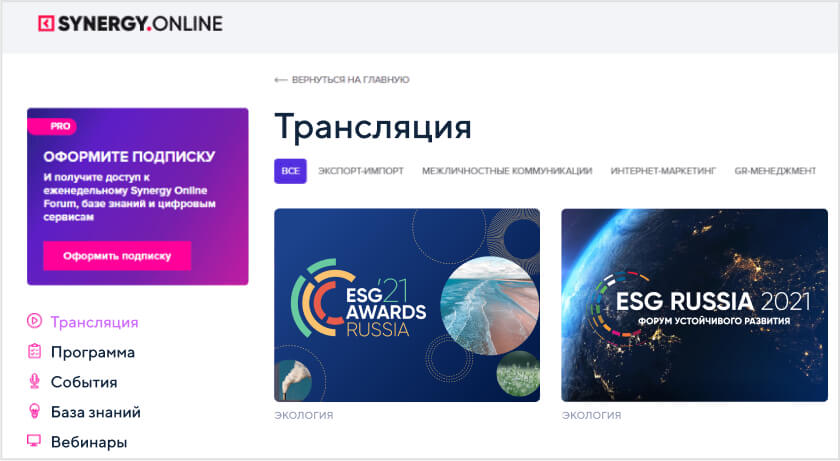 SYNERGY.ONLINE
ВЕРНУТЬСЯ НА ГЛАВНУЮ
PRO
ОФОРМИТЕ ПОДПИСКУ
И получите доступ к
еженедельному Synergy Online
Forum, базе знаний и цифровым
сервисам
Оформить подписку
Трансляция
Программа
События
База знаний
Вебинары
Трансляция
ВСЕ ЭКСПОРТ-ИМПОРТ МЕЖЛИЧНОСТНЫЕ КОММУНИКАЦИИ ИНТЕРНЕТ-МАРКЕТИНГ GR-МЕНЕДЖМЕНТ
ESG'21
AWARDS
RUSSIA
ЭКОЛОГИЯ
ESG RUSSIA 2021
ФОРУМ УСТОЙЧИВОГО РАЗВИТИЯ
ЭКОЛОГИЯ